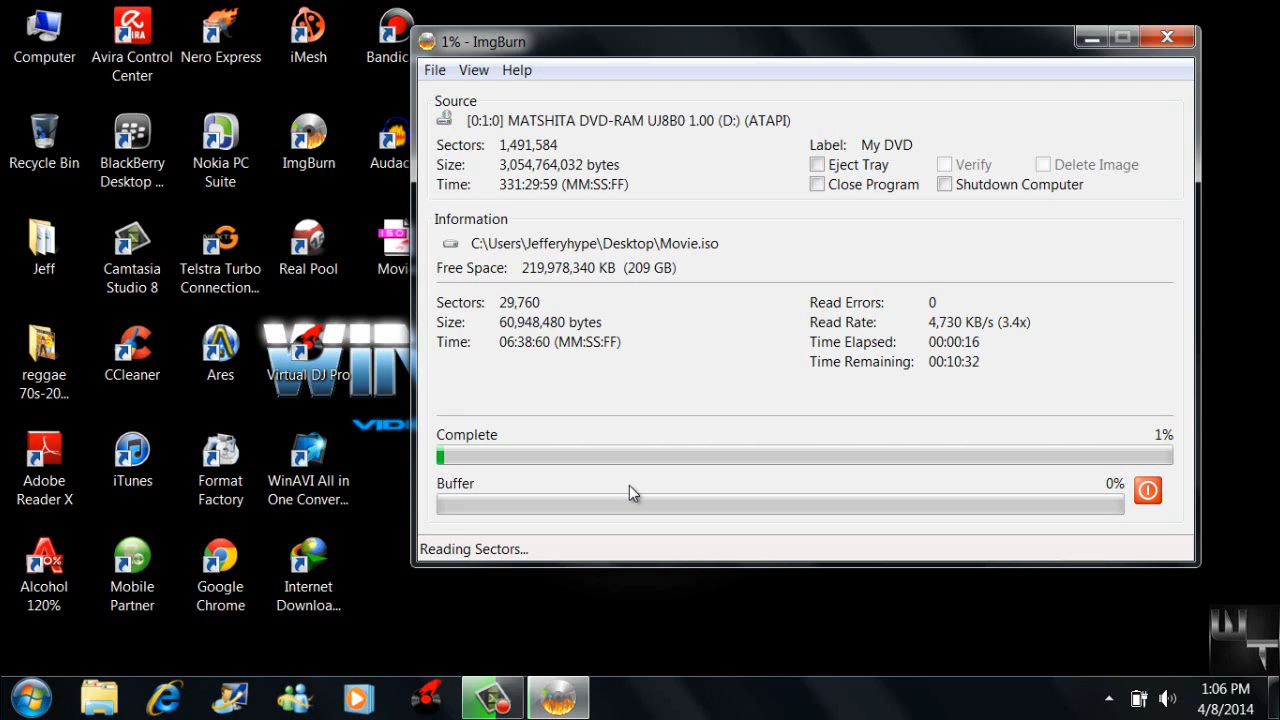 Computer
Avira Control
Center
Nero Express
iMesh
Bandic
Recycle Bin
BlackBerry
Desktop ...
Nokia PC
Suite
ImgBurn
Audac
Jeff
Camtasia
Studio 8
Telstra Turbo
Connection...
Real Pool
ISO
Movi
reggae
70s-20...
CCleaner
Ares
Virtual DJ Pro
WIN
VIDE
Adobe
Reader X
iTunes
Format
Factory
WinAVI All in
One Conver...
Alcohol
120%
Mobile
Partner
Google
Chrome
Internet
Downloa...
1% - ImgBurn
File View Help
Source
[0:1:0] MATSHITA DVD-RAM UJ8B0 1.00 (D:) (ATAPI)
Sectors: 1,491,584 Label: My DVD
Size: 3,054,764,032 bytes Eject Tray Verify Delete Image
Time: 331:29:59 (MM:SS:FF) Close Program Shutdown Computer
Information
C:\Users\Jefferyhype\Desktop\Movie.iso
Free Space: 219,978,340 KB (209 GB)
Sectors: 29,760 Read Errors: 0
Size: 60,948,480 bytes Read Rate: 4,730 KB/s (3.4x)
Time: 06:38:60 (MM:SS:FF) Time Elapsed: 00:00:16
Time Remaining: 00:10:32
Complete 1%
Buffer 0%
Reading Sectors...
1:06 PM
4/8/2014